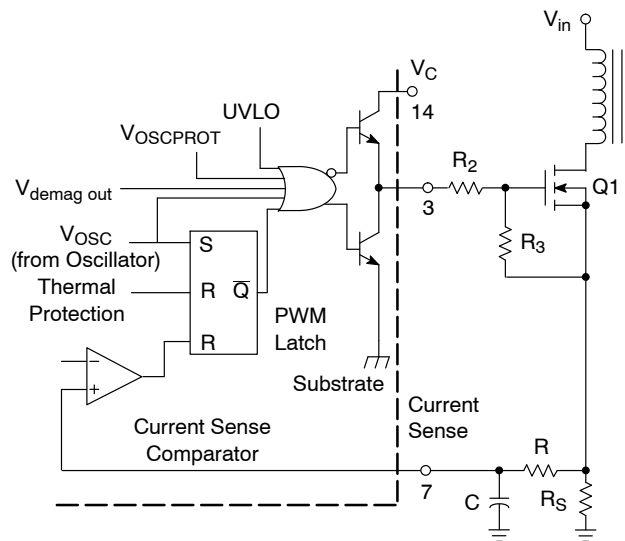 V_in
V_C
14
UVLO
V_OSCPROT
R_2
Q1
V_demag out
3
V_OSC
(from Oscillator)
S
R_3
Thermal
Protection
R
Q̅
PWM
Latch
R
−
+
Substrate
Current
Sense
Current Sense
Comparator
R
7
C
R_S